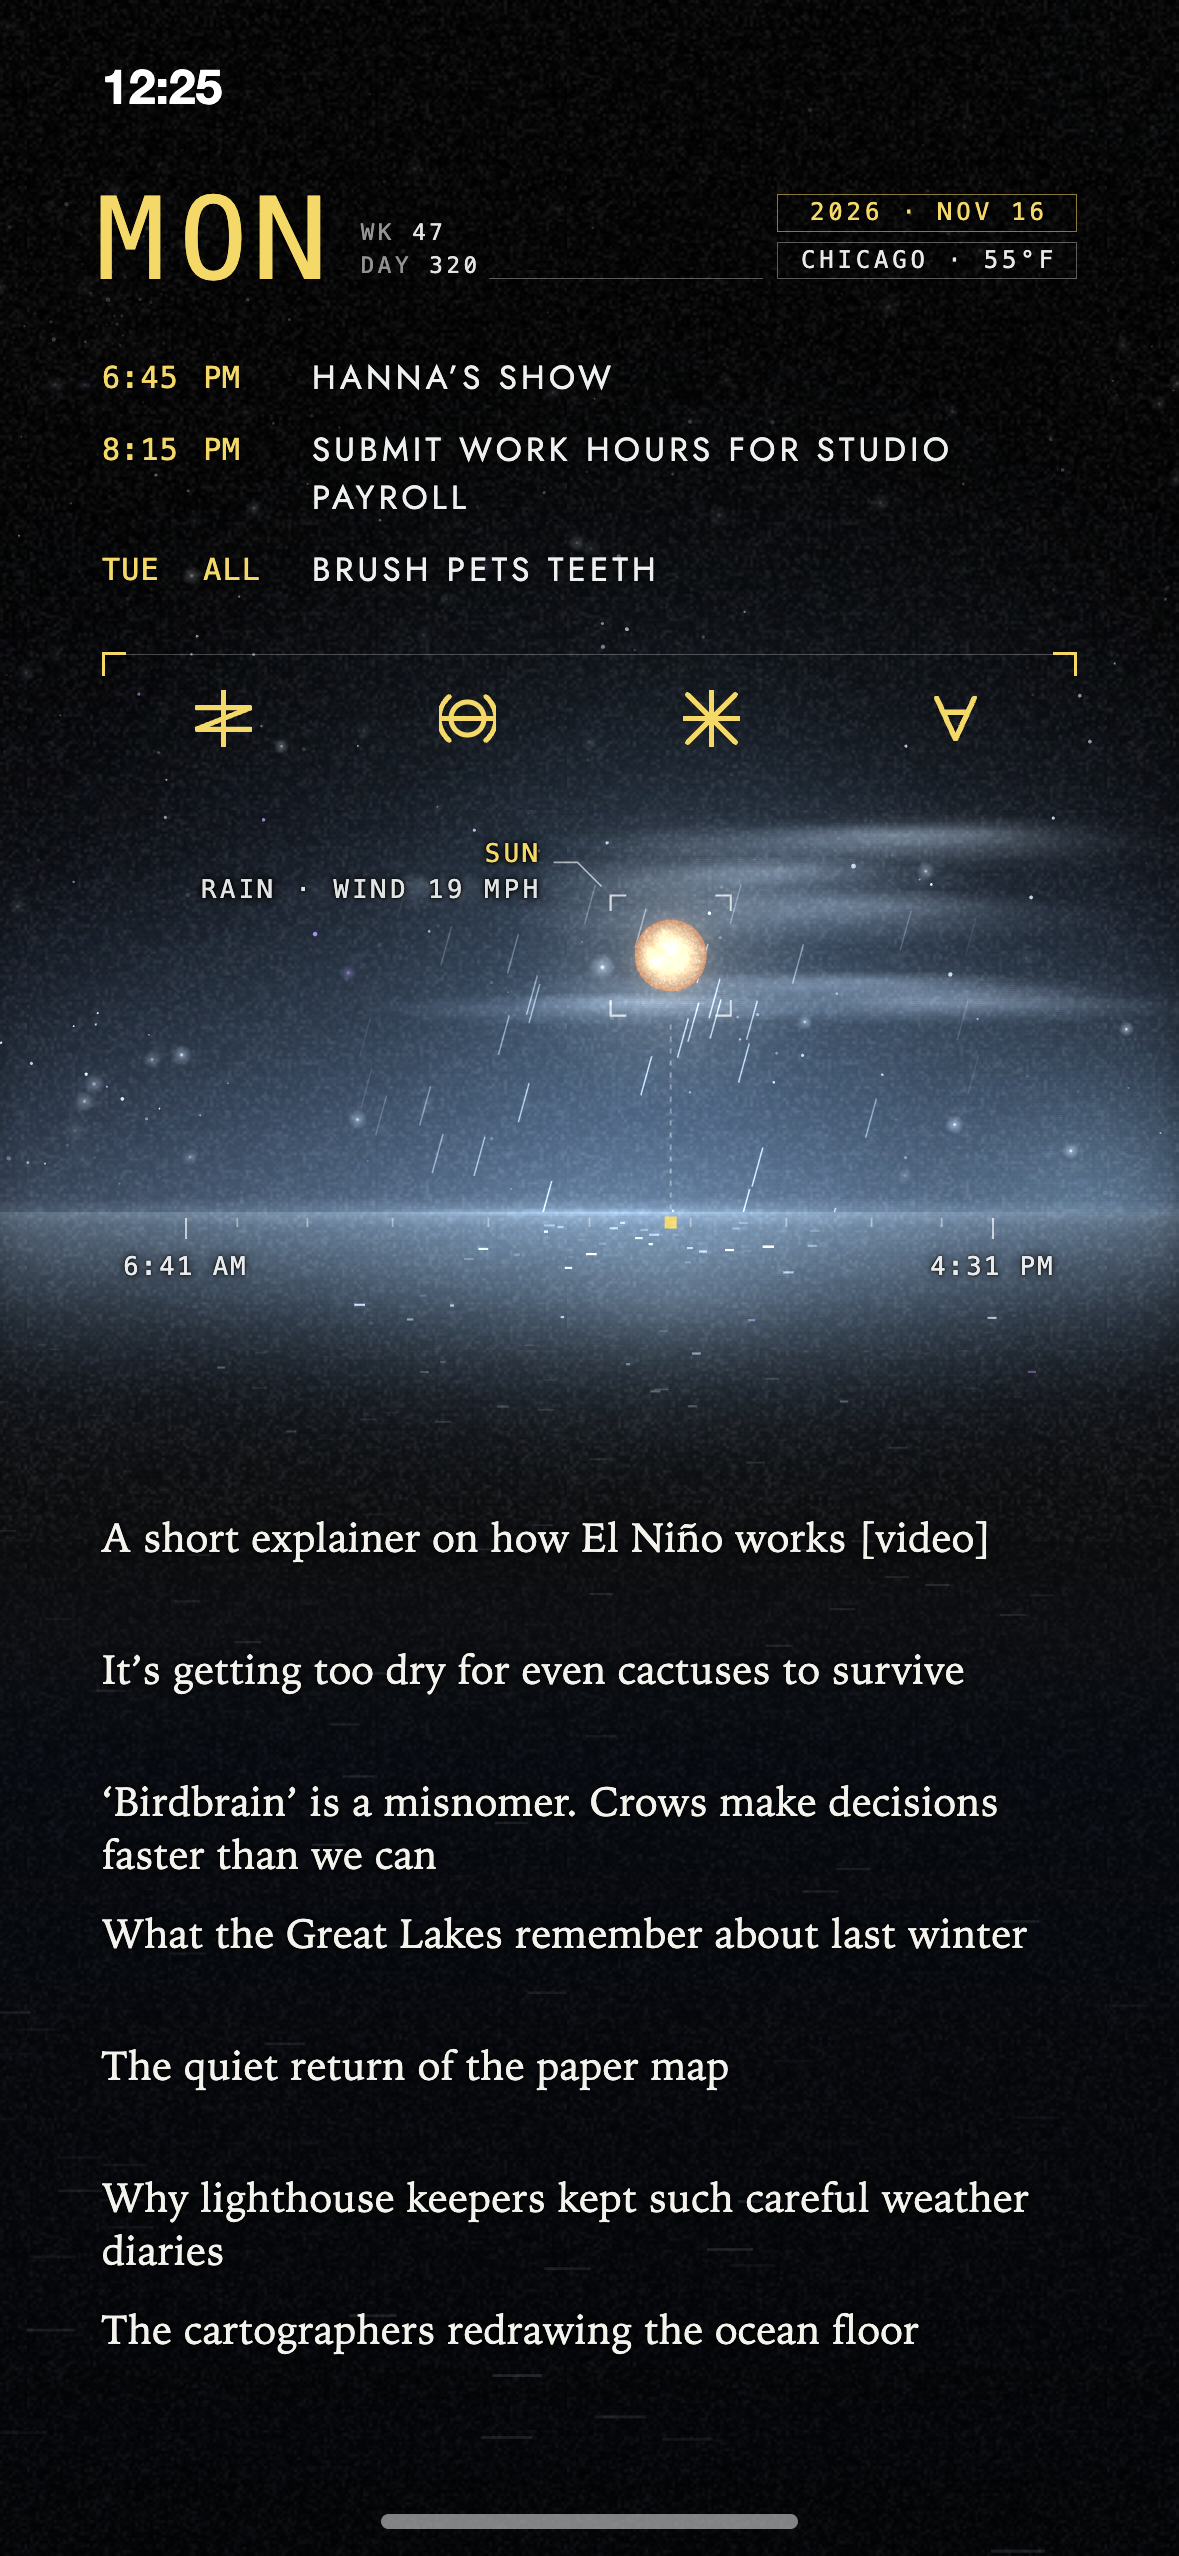 12:25
MON
WK 47
DAY 320
2026 · NOV 16
CHICAGO · 55°F
6:45 PM HANNA’S SHOW
8:15 PM SUBMIT WORK HOURS FOR STUDIO
PAYROLL
TUE ALL BRUSH PETS TEETH
SUN
RAIN · WIND 19 MPH
6:41 AM
4:31 PM
A short explainer on how El Niño works [video]
It’s getting too dry for even cactuses to survive
‘Birdbrain’ is a misnomer. Crows make decisions
faster than we can
What the Great Lakes remember about last winter
The quiet return of the paper map
Why lighthouse keepers kept such careful weather
diaries
The cartographers redrawing the ocean floor